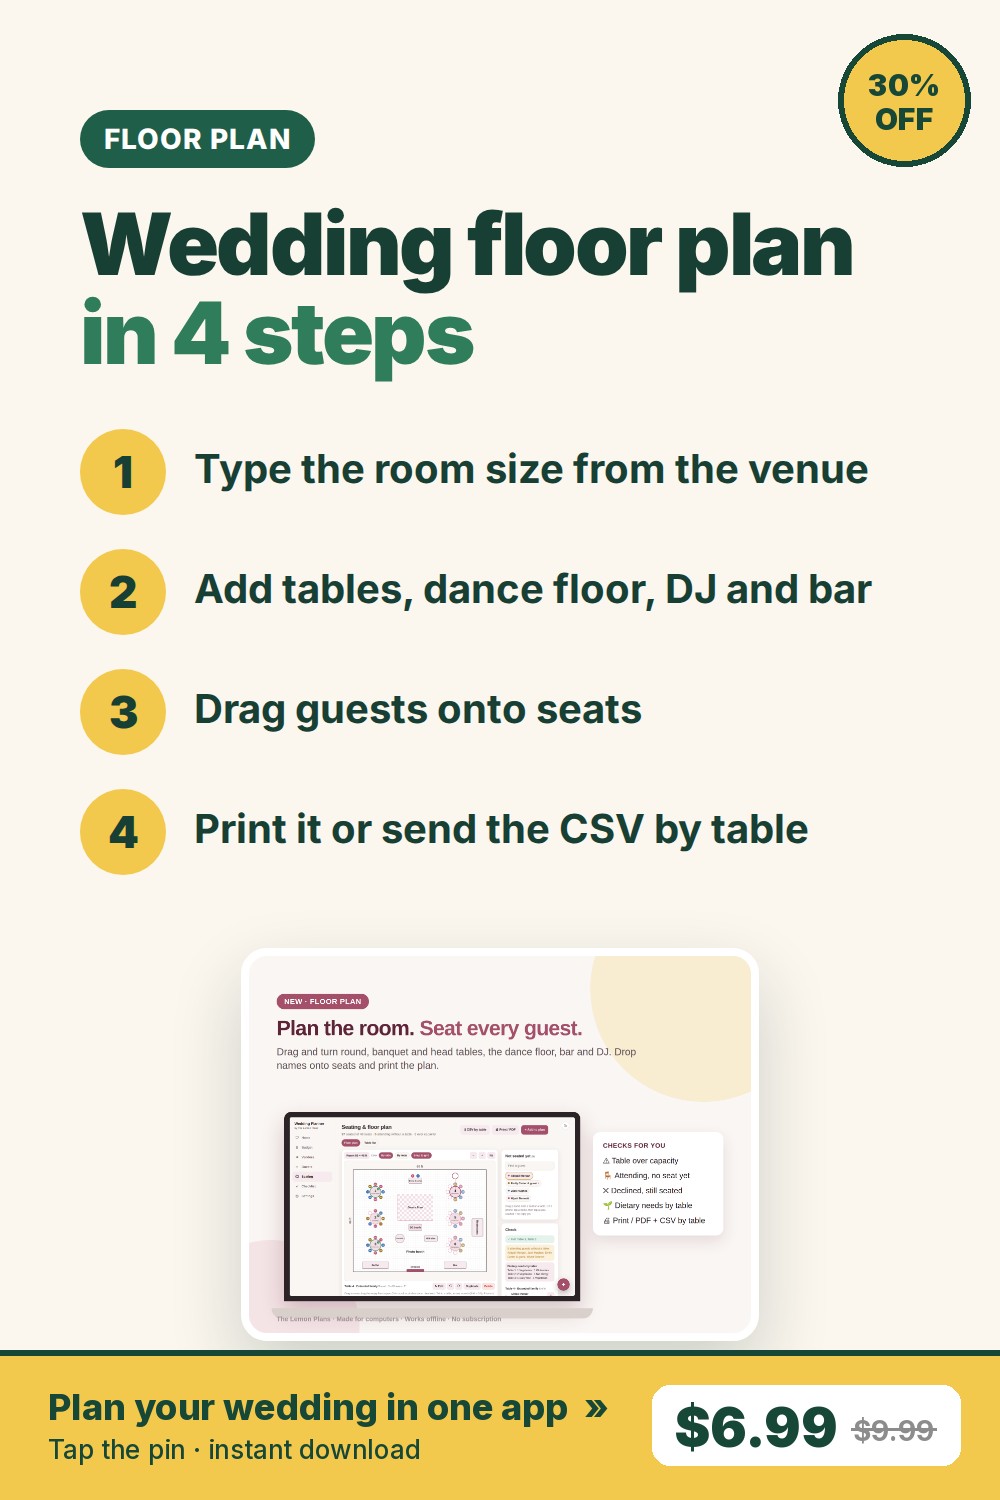 30%
OFF
FLOOR PLAN
Wedding floor plan
in 4 steps
1
Type the room size from the venue
2
Add tables, dance floor, DJ and bar
3
Drag guests onto seats
4
Print it or send the CSV by table
NEW · FLOOR PLAN
Plan the room. Seat every guest.
Drag and turn round, banquet and head tables, the dance floor, bar and DJ. Drop
names onto seats and print the plan.
Wedding Planner
Seating & floor plan
CHECKS FOR YOU
⚠ Table over capacity
🪑 Attending, no seat yet
✕ Declined, still seated
🌱 Dietary needs by table
🖨 Print / PDF + CSV by table
The Lemon Plans · Made for computers · Works offline · No subscription
Plan your wedding in one app »
Tap the pin · instant download
$6.99 $9.99